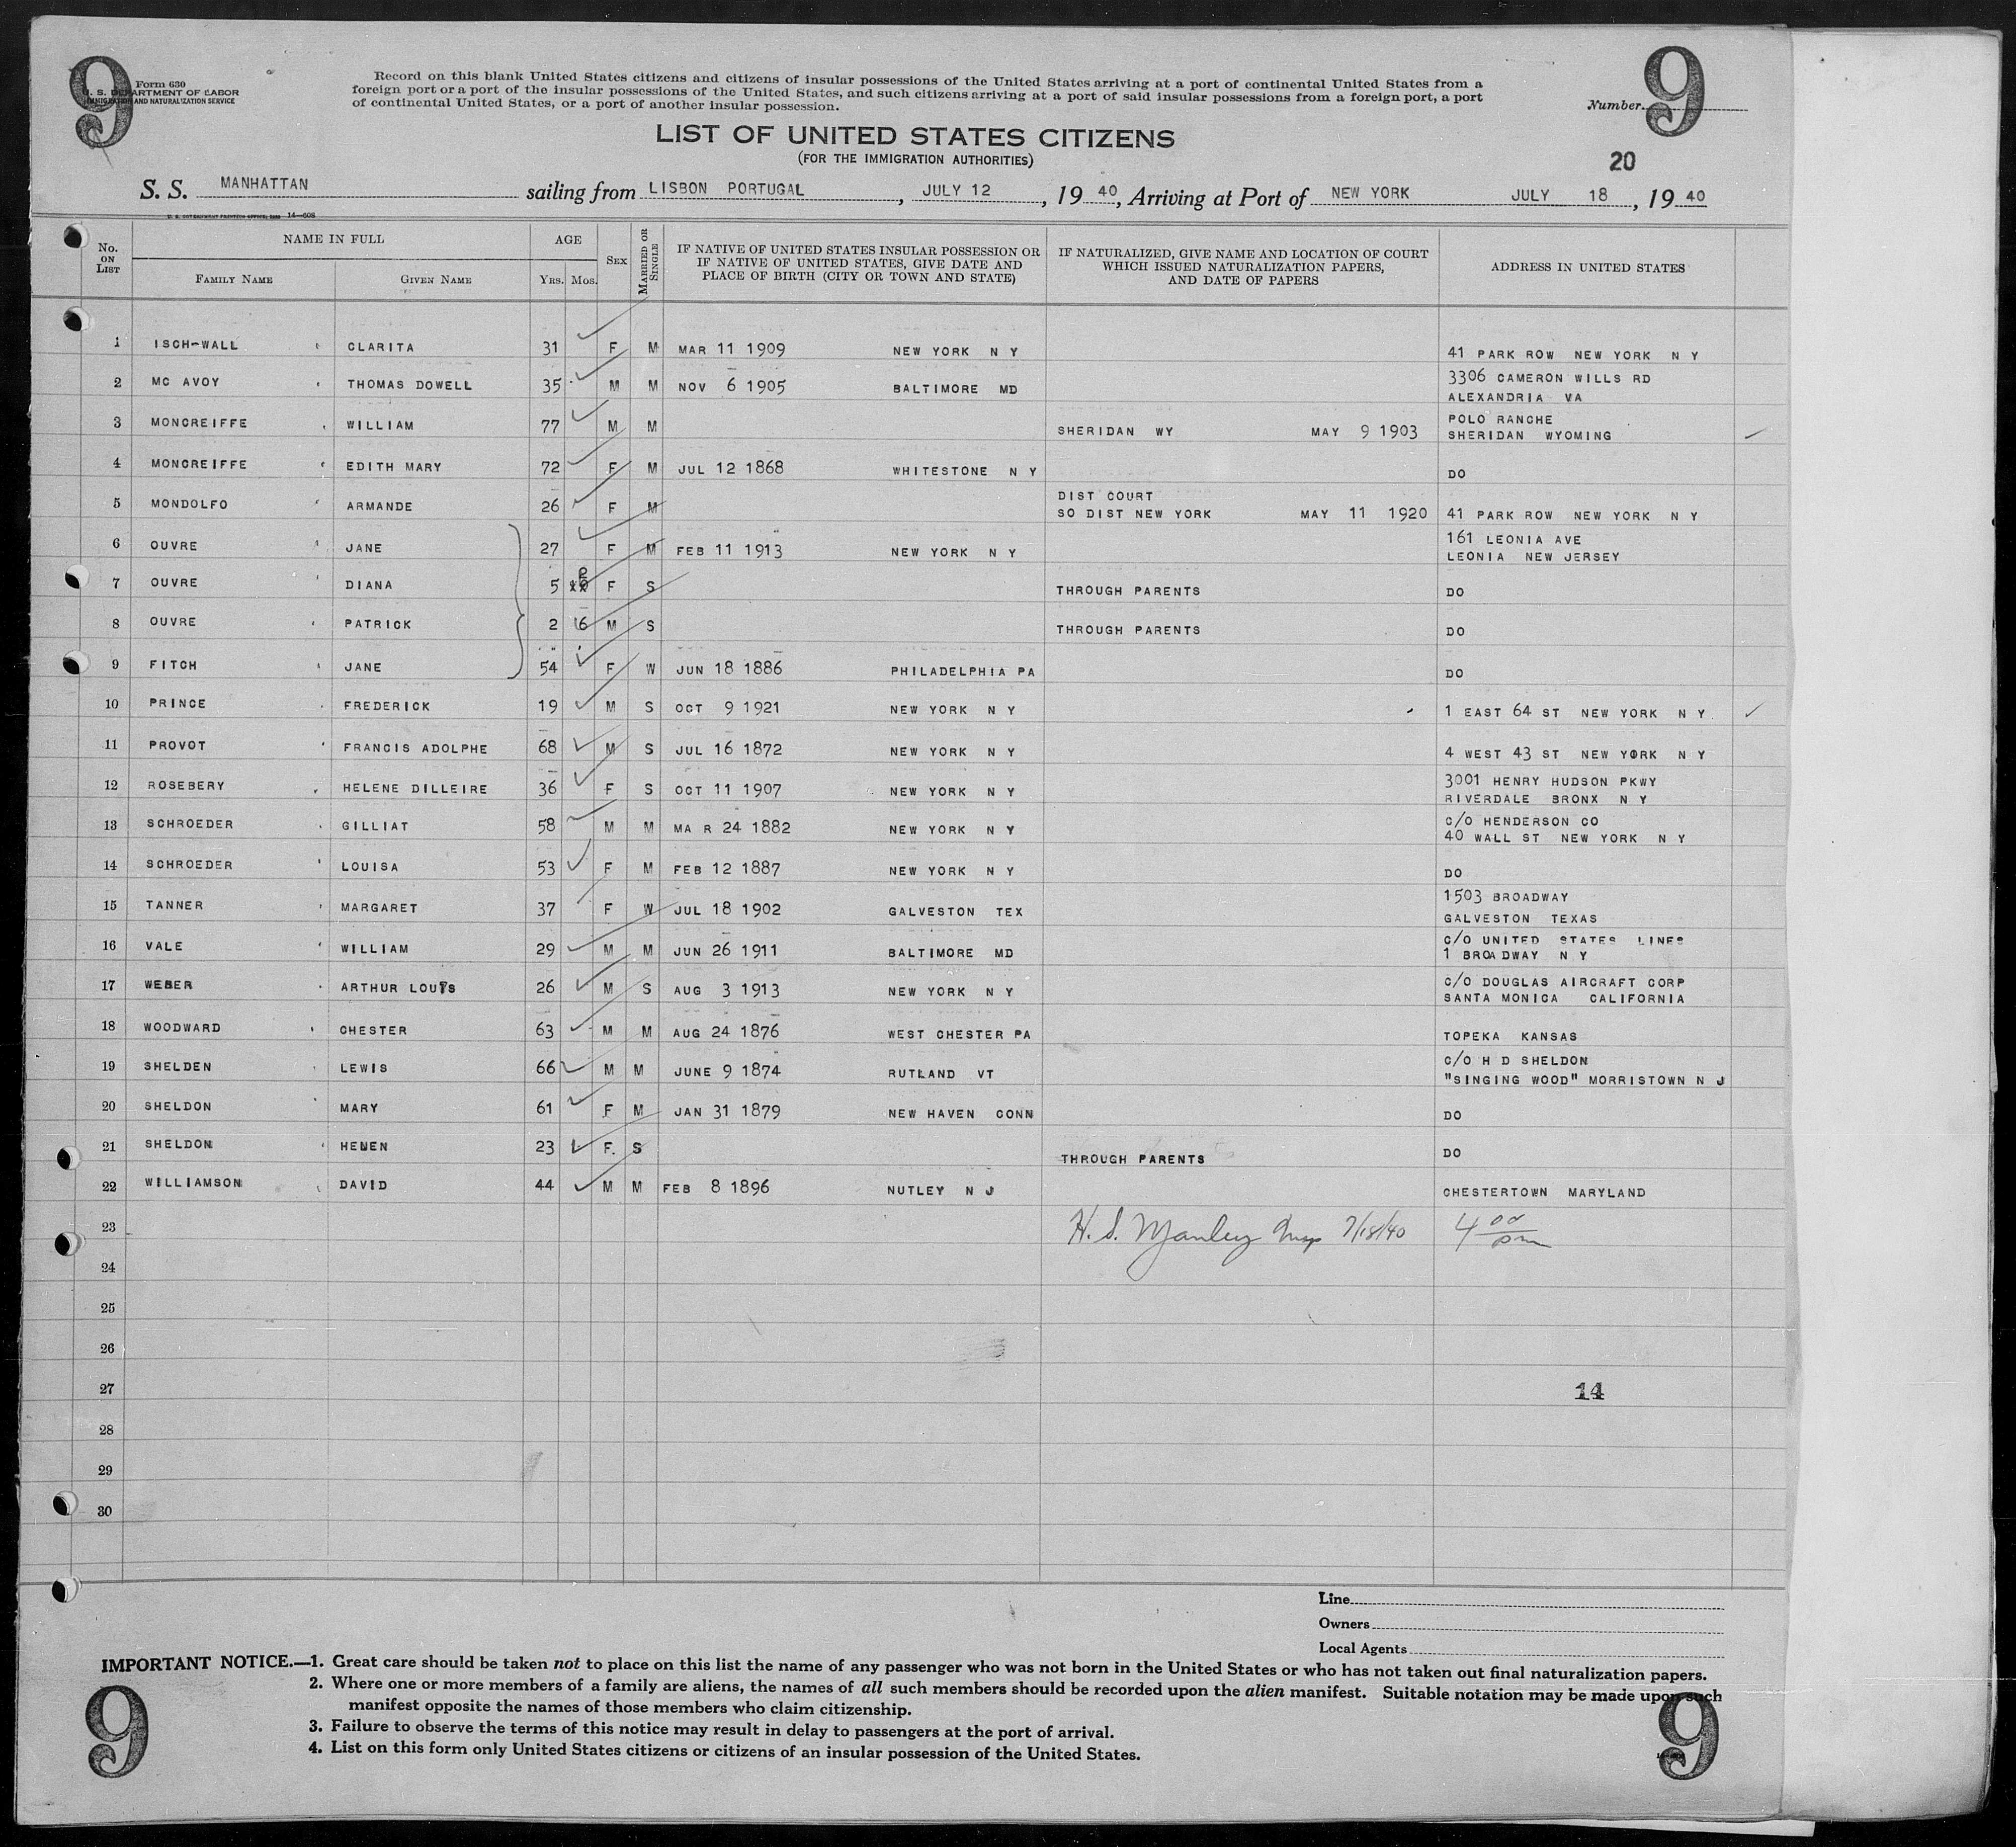 9
Form 630
U. S. DEPARTMENT OF LABOR
IMMIGRATION AND NATURALIZATION SERVICE
Record on this blank United States citizens and citizens of insular possessions of the United States arriving at a port of continental United States from a
foreign port or a port of the insular possessions of the United States, and such citizens arriving at a port of said insular possessions from a foreign port, a port
of continental United States, or a port of another insular possession.
Number 9
LIST OF UNITED STATES CITIZENS
(FOR THE IMMIGRATION AUTHORITIES)
20
S. S. MANHATTAN sailing from LISBON PORTUGAL, JULY 12, 19 40, Arriving at Port of NEW YORK JULY 18, 19 40
14—608
No. ON LIST NAME IN FULL FAMILY NAME GIVEN NAME AGE YRS. MOS. SEX MARRIED OR SINGLE IF NATIVE OF UNITED STATES INSULAR POSSESSION OR IF NATIVE OF UNITED STATES, GIVE DATE AND PLACE OF BIRTH (CITY OR TOWN AND STATE) IF NATURALIZED, GIVE NAME AND LOCATION OF COURT WHICH ISSUED NATURALIZATION PAPERS, AND DATE OF PAPERS ADDRESS IN UNITED STATES
1 ISCH-WALL CLARITA 31 F M MAR 11 1909 NEW YORK N Y 41 PARK ROW NEW YORK N Y
2 MC AVOY THOMAS DOWELL 35 M M NOV 6 1905 BALTIMORE MD 3306 CAMERON WILLS RD
ALEXANDRIA VA
3 MONCREIFFE WILLIAM 77 M M SHERIDAN WY MAY 9 1903 POLO RANCHE
SHERIDAN WYOMING
4 MONCREIFFE EDITH MARY 72 F M JUL 12 1868 WHITESTONE N Y DO
5 MONDOLFO ARMANDE 26 F M DIST COURT
SO DIST NEW YORK MAY 11 1920 41 PARK ROW NEW YORK N Y
6 OUVRE JANE 27 F M FEB 11 1913 NEW YORK N Y 161 LEONIA AVE
LEONIA NEW JERSEY
7 OUVRE DIANA 5 F S THROUGH PARENTS DO
8 OUVRE PATRICK 2 6 M S THROUGH PARENTS DO
9 FITCH JANE 54 F W JUN 18 1886 PHILADELPHIA PA DO
10 PRINCE FREDERICK 19 M S OCT 9 1921 NEW YORK N Y 1 EAST 64 ST NEW YORK N Y
11 PROVOT FRANCIS ADOLPHE 68 M S JUL 16 1872 NEW YORK N Y 4 WEST 43 ST NEW YORK N Y
12 ROSEBERY HELENE DILLEIRE 36 F S OCT 11 1907 NEW YORK N Y 3001 HENRY HUDSON PKWY
RIVERDALE BRONX N Y
13 SCHROEDER GILLIAT 58 M M MA R 24 1882 NEW YORK N Y C/O HENDERSON CO
40 WALL ST NEW YORK N Y
14 SCHROEDER LOUISA 53 F M FEB 12 1887 NEW YORK N Y DO
15 TANNER MARGARET 37 F W JUL 18 1902 GALVESTON TEX 1503 BROADWAY
GALVESTON TEXAS
16 VALE WILLIAM 29 M M JUN 26 1911 BALTIMORE MD C/O UNITED STATES LINES
1 BROADWAY N Y
17 WEBER ARTHUR LOUIS 26 M S AUG 3 1913 NEW YORK N Y C/O DOUGLAS AIRCRAFT CORP
SANTA MONICA CALIFORNIA
18 WOODWARD CHESTER 63 M M AUG 24 1876 WEST CHESTER PA TOPEKA KANSAS
19 SHELDEN LEWIS 66 M M JUNE 9 1874 RUTLAND VT C/O H D SHELDON
"SINGING WOOD" MORRISTOWN N J
20 SHELDON MARY 61 F M JAN 31 1879 NEW HAVEN CONN DO
21 SHELDON HELEN 23 F S THROUGH PARENTS DO
22 WILLIAMSON DAVID 44 M M FEB 8 1896 NUTLEY N J CHESTERTOWN MARYLAND
23 H. S. Manley Insp 7/18/40 4 00 pm
24
25
26
27 14
28
29
30
Line
Owners
Local Agents
IMPORTANT NOTICE.—1. Great care should be taken not to place on this list the name of any passenger who was not born in the United States or who has not taken out final naturalization papers.
2. Where one or more members of a family are aliens, the names of all such members should be recorded upon the alien manifest. Suitable notation may be made upon such
manifest opposite the names of those members who claim citizenship.
3. Failure to observe the terms of this notice may result in delay to passengers at the port of arrival.
4. List on this form only United States citizens or citizens of an insular possession of the United States.
9
9